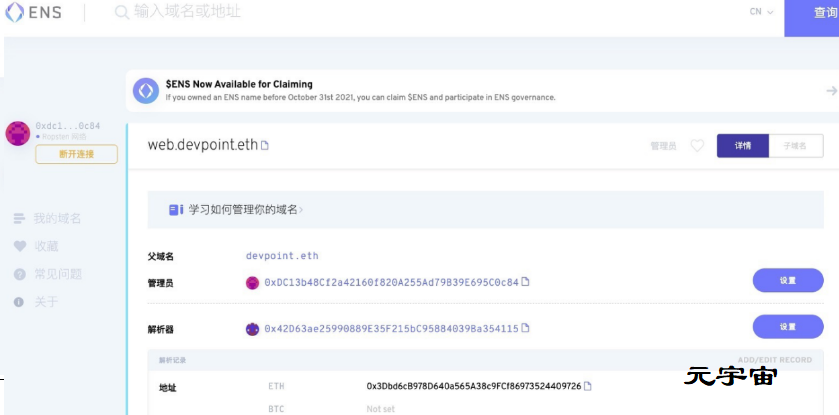 ENS
输入域名或地址
CN
查询
$ENS Now Available for Claiming
If you owned an ENS name before October 31st 2021, you can claim $ENS and participate in ENS governance.
0xdc1...0c84
Ropsten 网络
断开连接
web.devpoint.eth
管理员
详情
子域名
我的域名
收藏
常见问题
关于
学习如何管理你的域名
父域名
devpoint.eth
管理员
0xDC13b48Cf2a42160f820A255Ad79B39E695C0c84
设置
解析器
0x42D63ae25990889E35F215bC95884039Ba354115
设置
解析记录
ADD/EDIT RECORD
地址
ETH
0x3Dbd6cB978D640a565A38c9FCf86973524409726
BTC
Not set
元宇宙